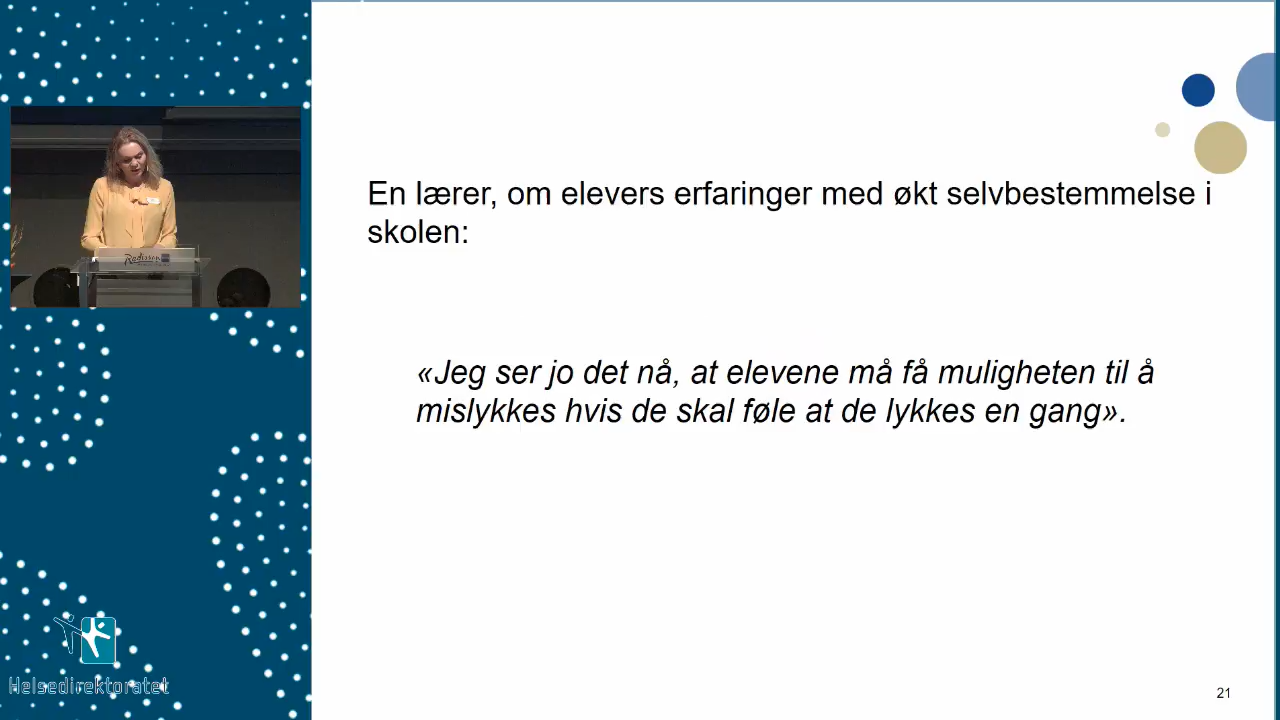 En lærer, om elevers erfaringer med økt selvbestemmelse i
skolen:
«Jeg ser jo det nå, at elevene må få muligheten til å
mislykkes hvis de skal føle at de lykkes en gang».
Radisson
Helsedirektoratet
21